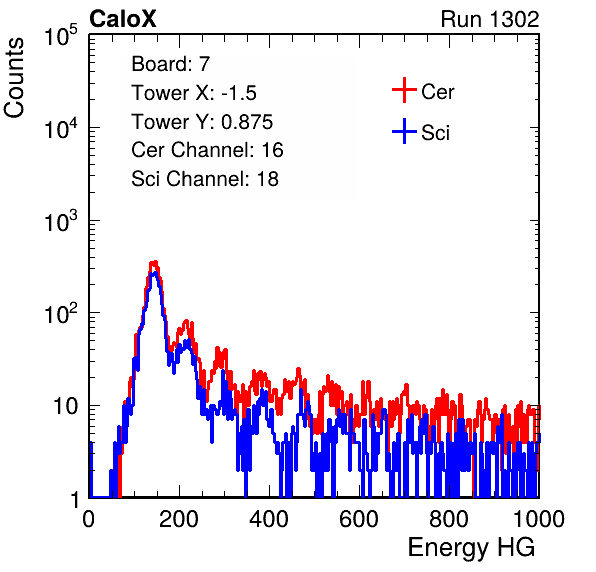 CaloX Run 1302
Counts
Board: 7
Tower X: -1.5
Tower Y: 0.875
Cer Channel: 16
Sci Channel: 18
Cer
Sci
10^5
10^4
10^3
10^2
10
1
0 200 400 600 800 1000
Energy HG